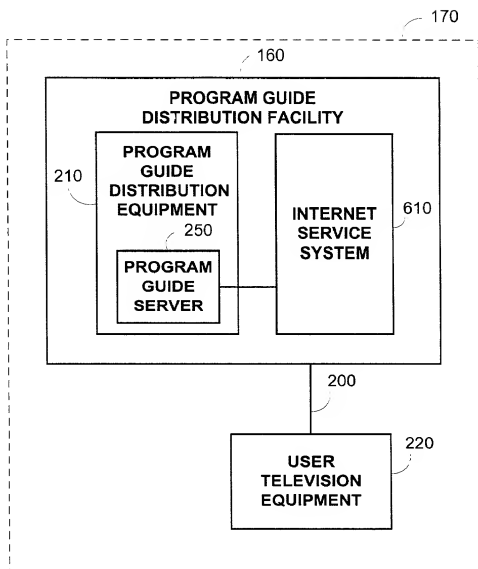 170
160
PROGRAM GUIDE
DISTRIBUTION FACILITY
210
PROGRAM
GUIDE
DISTRIBUTION
EQUIPMENT
250
PROGRAM
GUIDE
SERVER
INTERNET
SERVICE
SYSTEM
610
200
220
USER
TELEVISION
EQUIPMENT